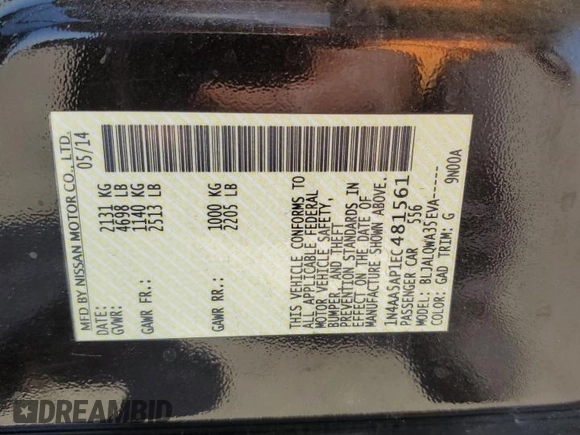 MFD BY NISSAN MOTOR CO., LTD.
DATE: 05/14
GVWR: 2131 KG
4698 LB
GAWR FR: 1140 KG
2513 LB
GAWR RR: 1000 KG
2205 LB
THIS VEHICLE CONFORMS TO
ALL APPLICABLE FEDERAL
MOTOR VEHICLE SAFETY,
BUMPER, AND THEFT
PREVENTION STANDARDS IN
EFFECT ON THE DATE OF
MANUFACTURE SHOWN ABOVE.
1N4AA5AP1EC481561
PASSENGER CAR 556
MODEL: BLJALQWA35EVA-----
COLOR: GAD TRIM: G 9N00A
DREAMBID